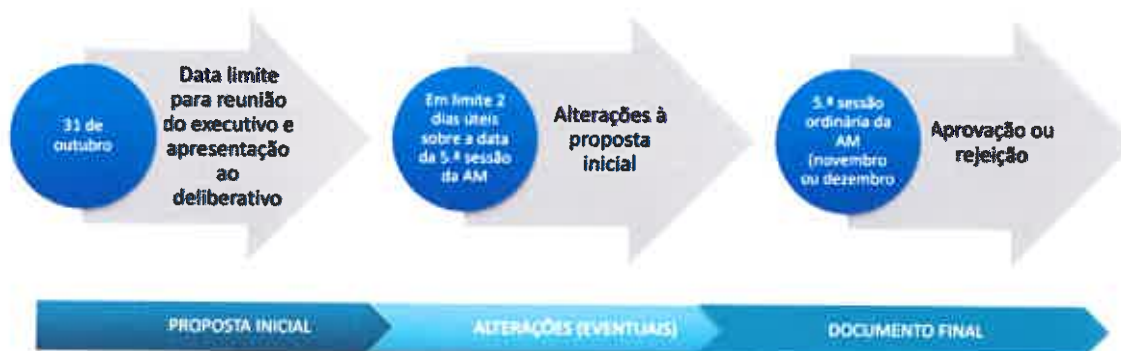 31 de
outubro
Data limite
para reunião
do executivo e
apresentação
ao
deliberativo
Em limite 2
dias úteis
sobre a data
da 5.ª sessão
da AM
Alterações à
proposta
inicial
5.ª sessão
ordinária da
AM
(novembro
ou dezembro
Aprovação ou
rejeição
PROPOSTA INICIAL
ALTERAÇÕES (EVENTUAIS)
DOCUMENTO FINAL